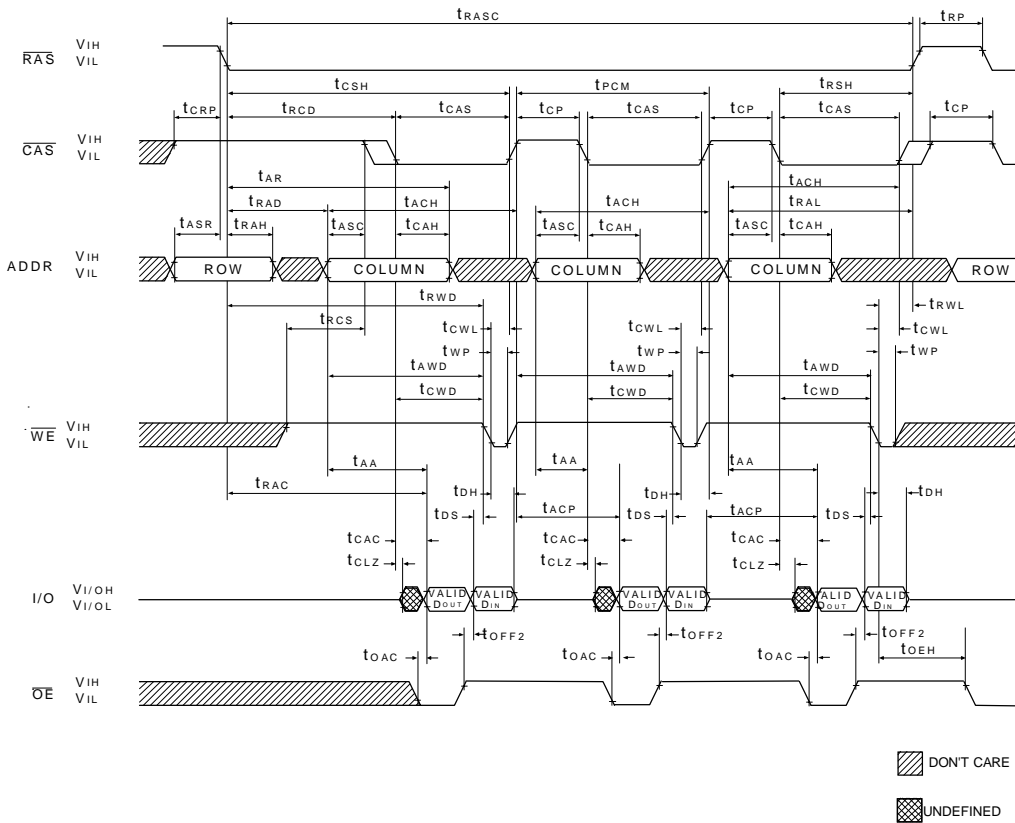 tRASC tRP
RAS VIH
VIL
tCSH tPCM tRSH
tCRP tRCD tCAS tCP tCAS tCP tCAS tCP
CAS VIH
VIL
tAR tACH
tRAD tACH tACH tRAL
tASR tRAH tASC tCAH tASC tCAH tASC tCAH
ADDR VIH
VIL
ROW COLUMN COLUMN COLUMN ROW
tRWD tRWL
tRCS tCWL tCWL tCWL
tWP tWP tWP
tAWD tAWD tAWD
tCWD tCWD tCWD
WE VIH
VIL
tAA tAA tAA
tRAC tDH tDH tDH
tDS tACP tDS tACP tDS
tCAC tCAC tCAC
tCLZ tCLZ tCLZ
I/O VI/OH
VI/OL
VALID DOUT VALID DIN VALID DOUT VALID DIN VALID DOUT VALID DIN
tOFF2 tOFF2 tOFF2
tOAC tOAC tOAC tOEH
OE VIH
VIL
DON'T CARE
UNDEFINED